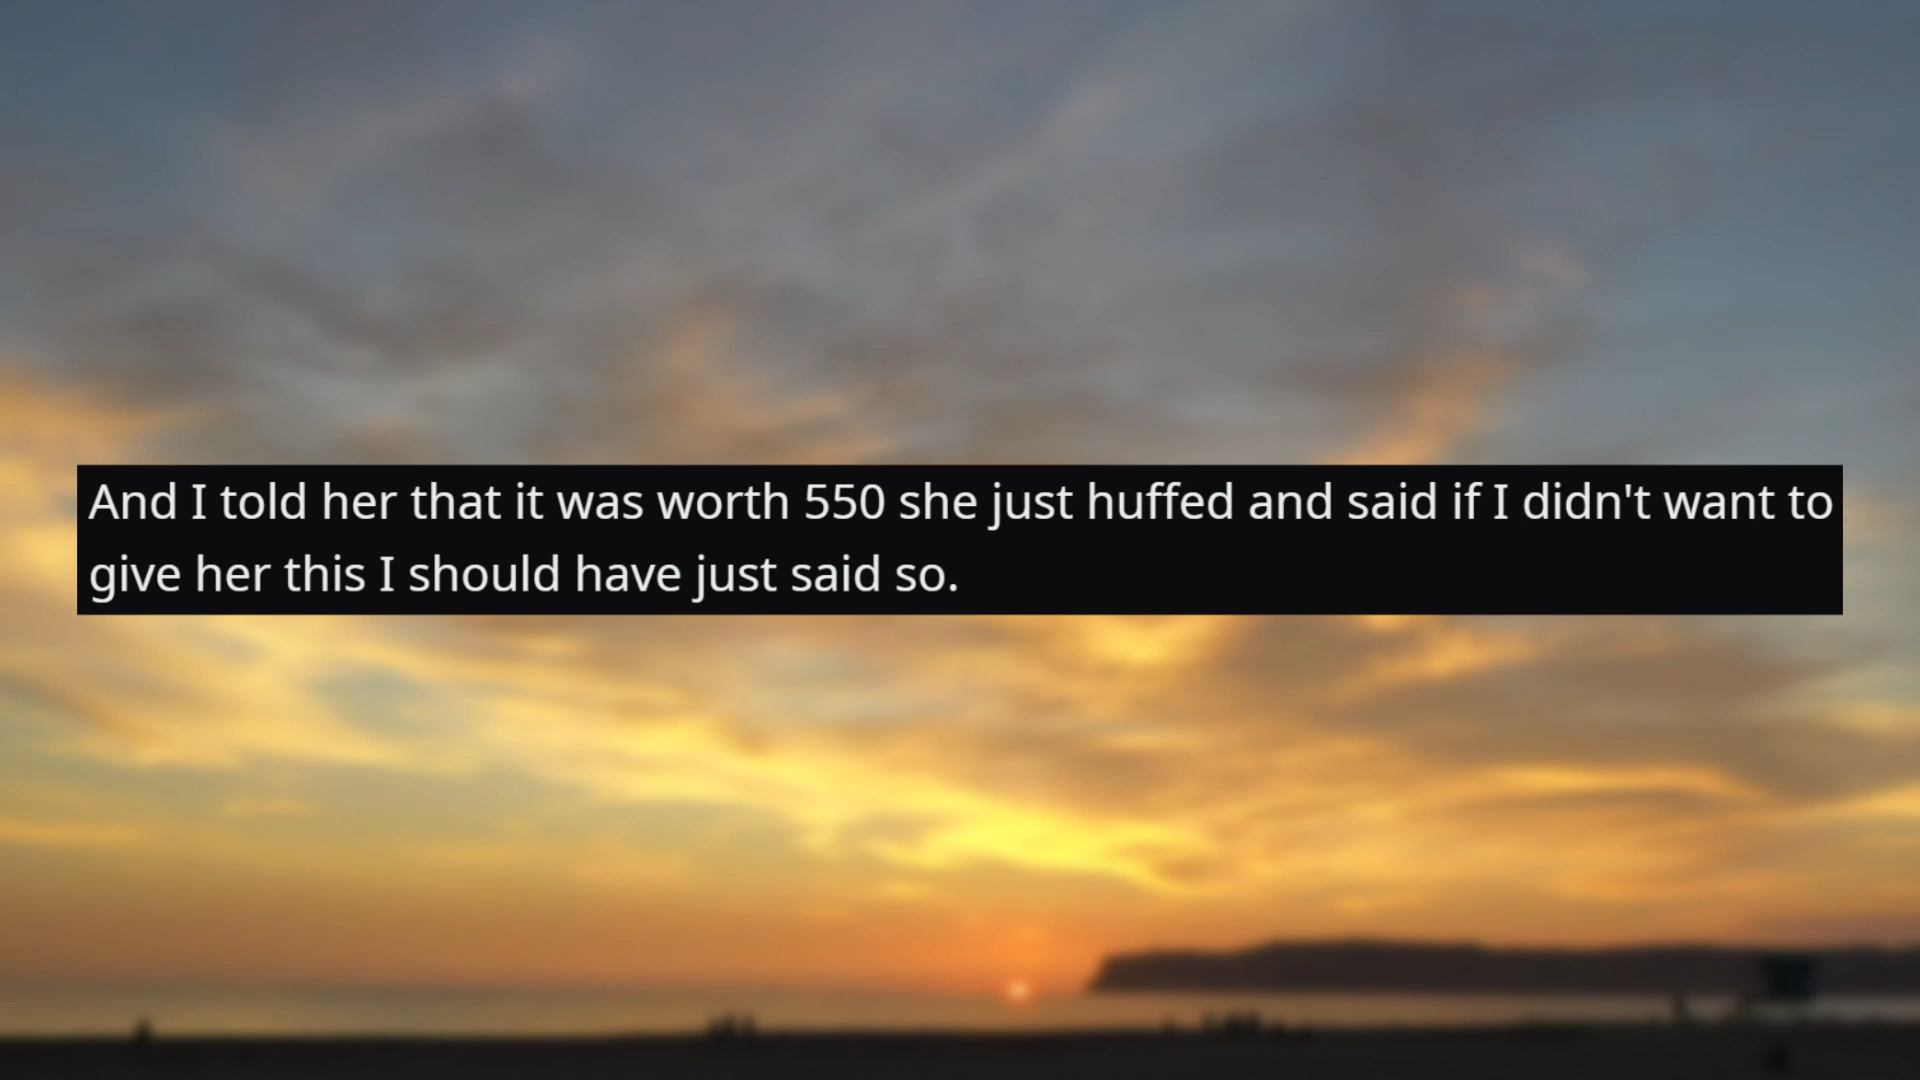 And I told her that it was worth 550 she just huffed and said if I didn't want to
give her this I should have just said so.